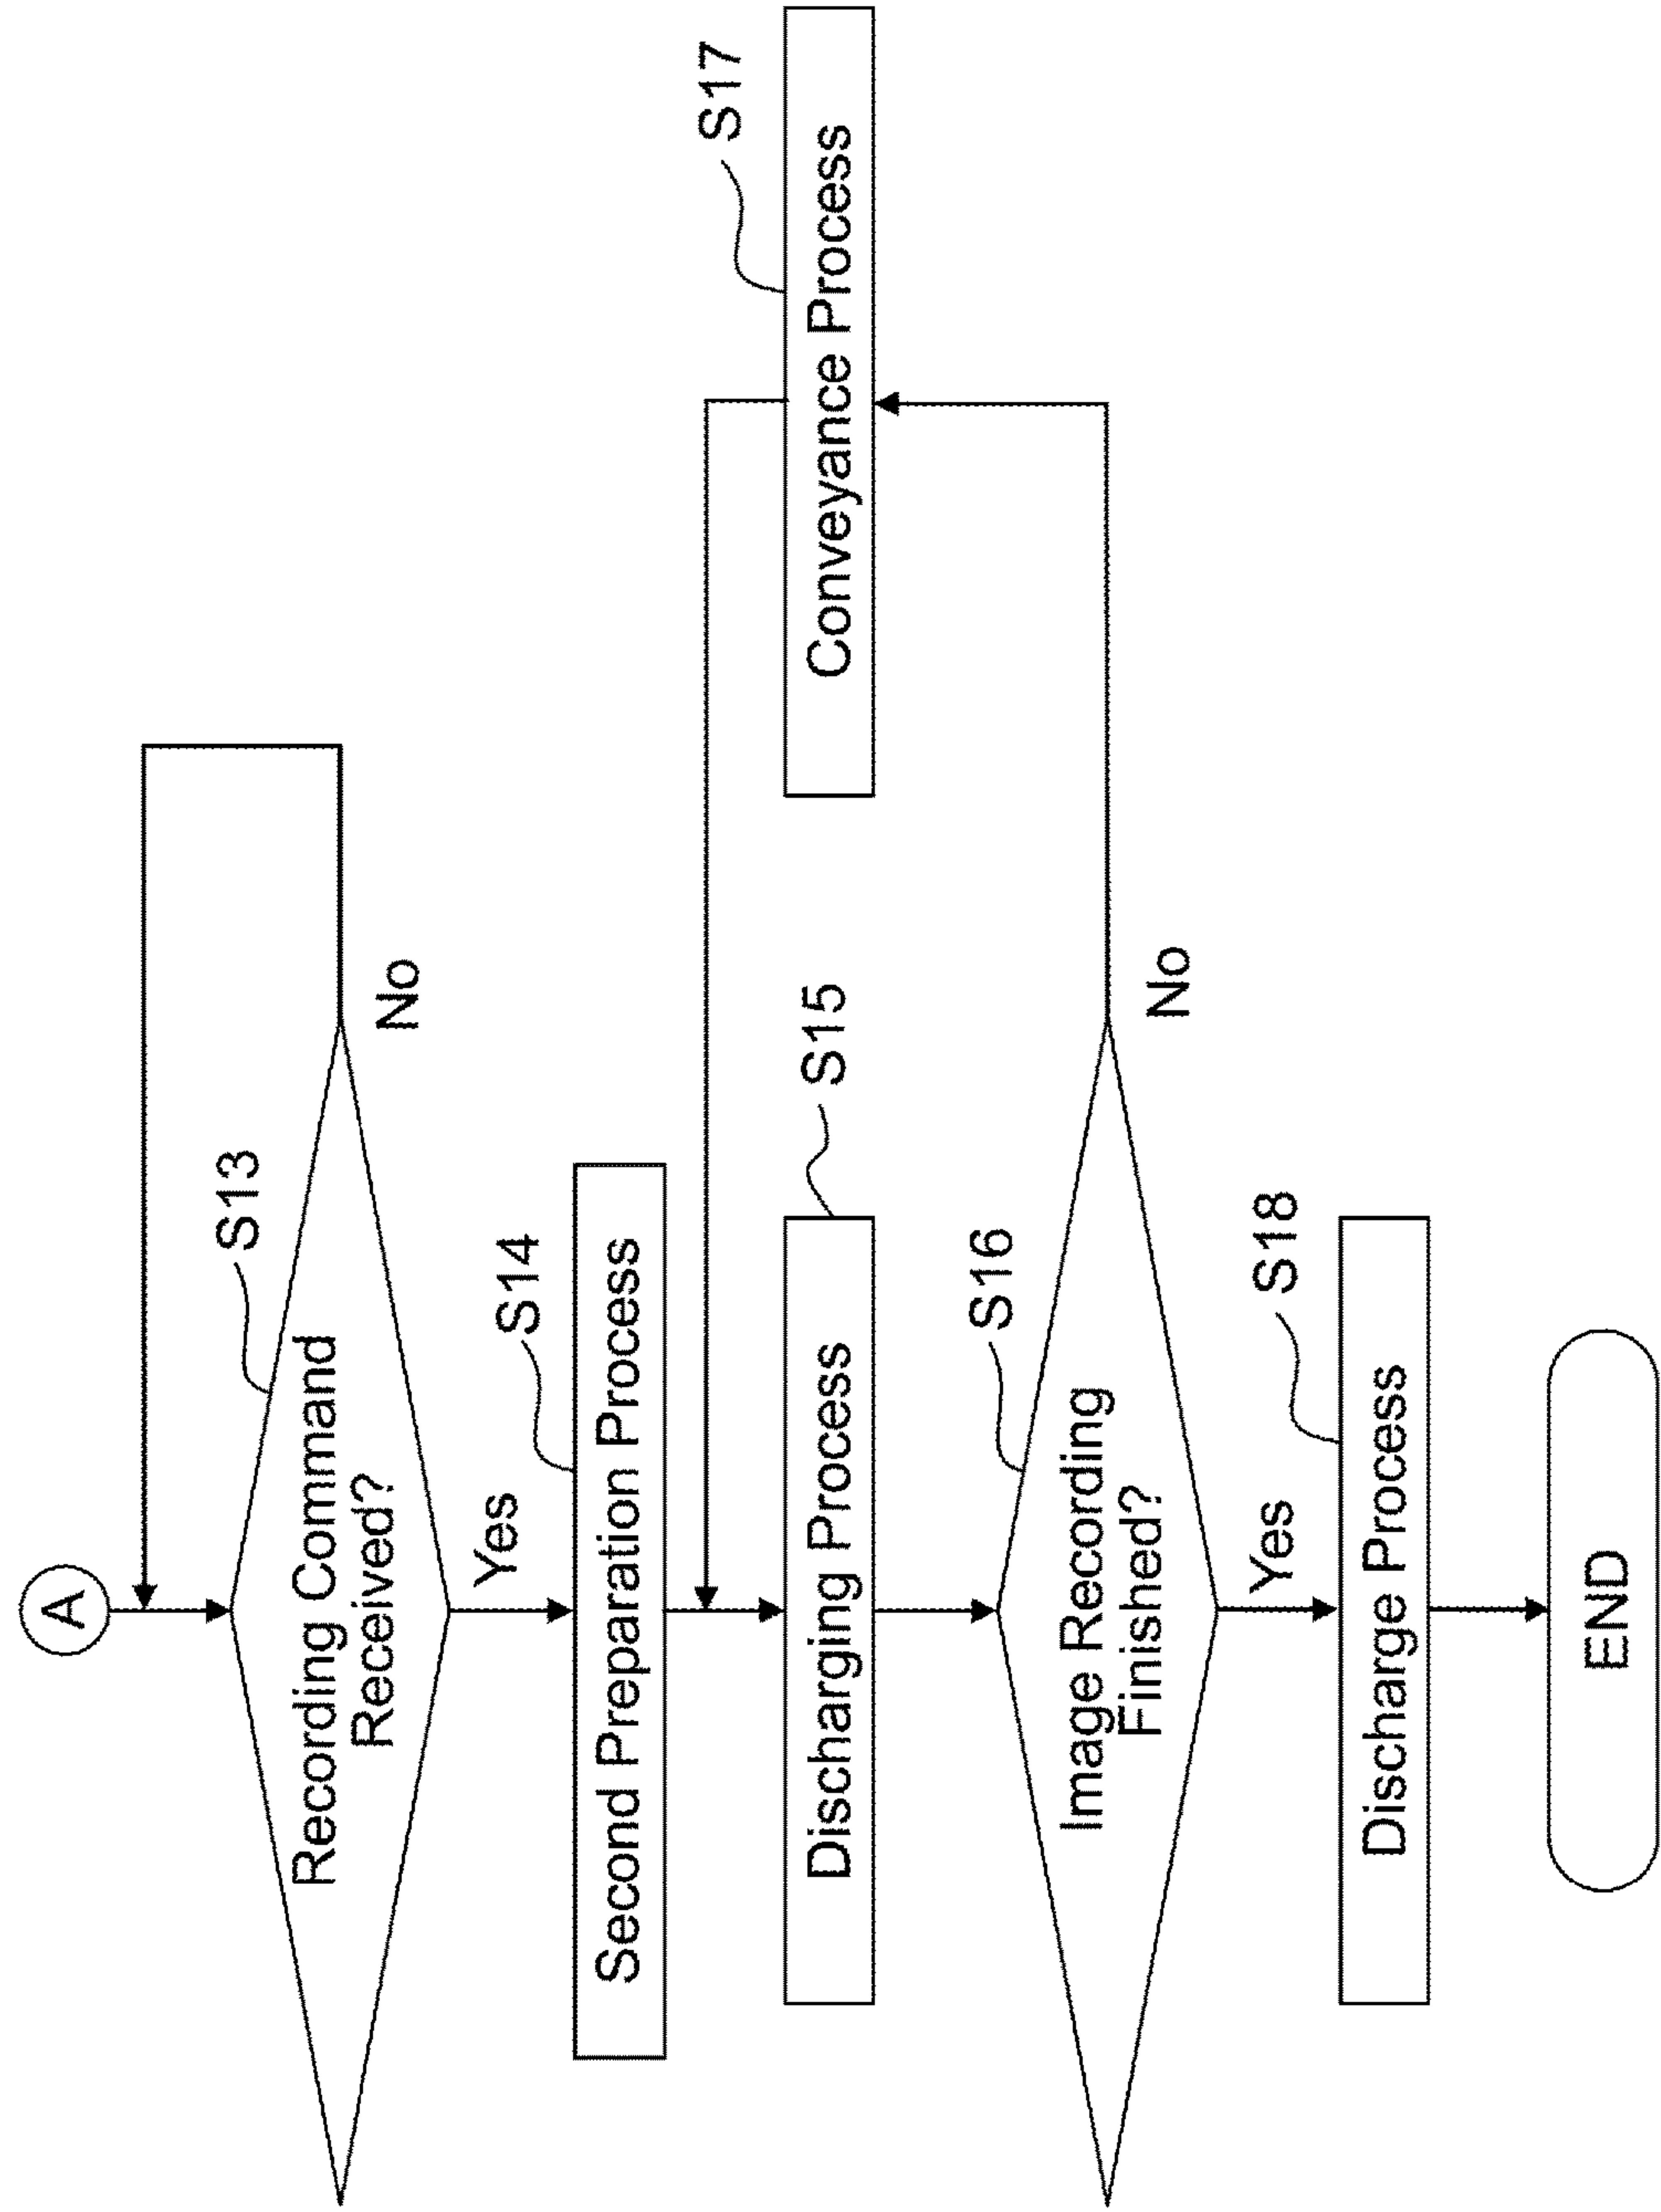 A
S13
Recording Command
Received?
No
Yes
S14
Second Preparation Process
S15
Discharging Process
S17
Conveyance Process
S16
Image Recording
Finished?
No
Yes
S18
Discharge Process
END